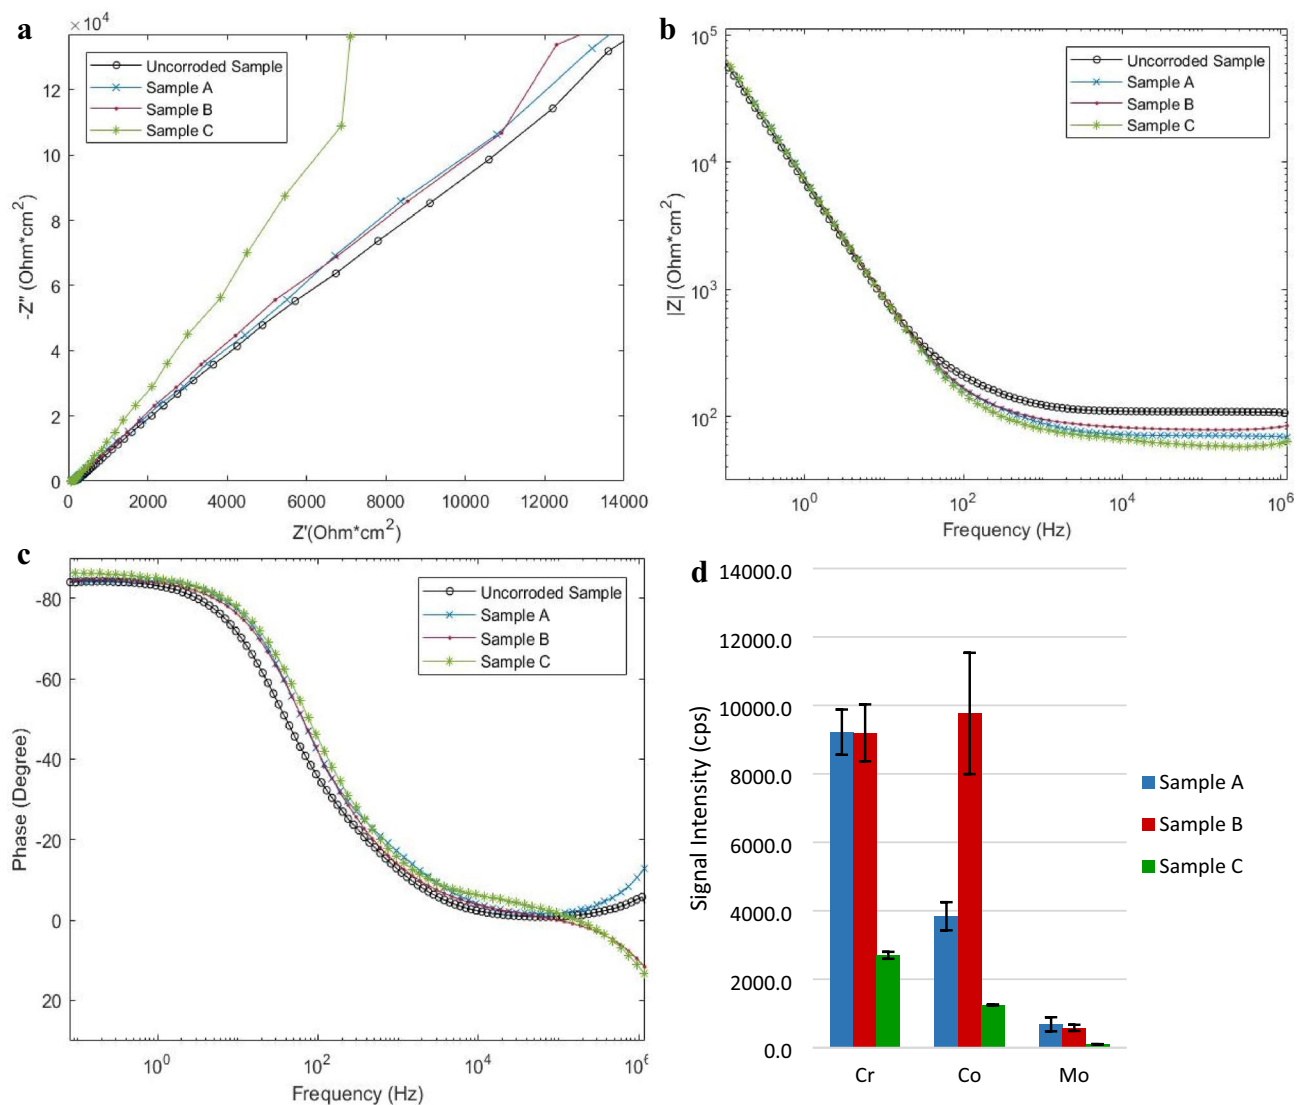 a
×10⁴
-Z" (Ohm*cm²)
12
10
8
6
4
2
0
Uncorroded Sample
Sample A
Sample B
Sample C
0 2000 4000 6000 8000 10000 12000 14000
Z'(Ohm*cm²)
b
|Z| (Ohm*cm²)
10⁵
10⁴
10³
10²
Uncorroded Sample
Sample A
Sample B
Sample C
10⁰ 10² 10⁴ 10⁶
Frequency (Hz)
c
Phase (Degree)
-80
-60
-40
-20
0
20
Uncorroded Sample
Sample A
Sample B
Sample C
10⁰ 10² 10⁴ 10⁶
Frequency (Hz)
d
Signal Intensity (cps)
14000.0
12000.0
10000.0
8000.0
6000.0
4000.0
2000.0
0.0
Cr Co Mo
Sample A
Sample B
Sample C